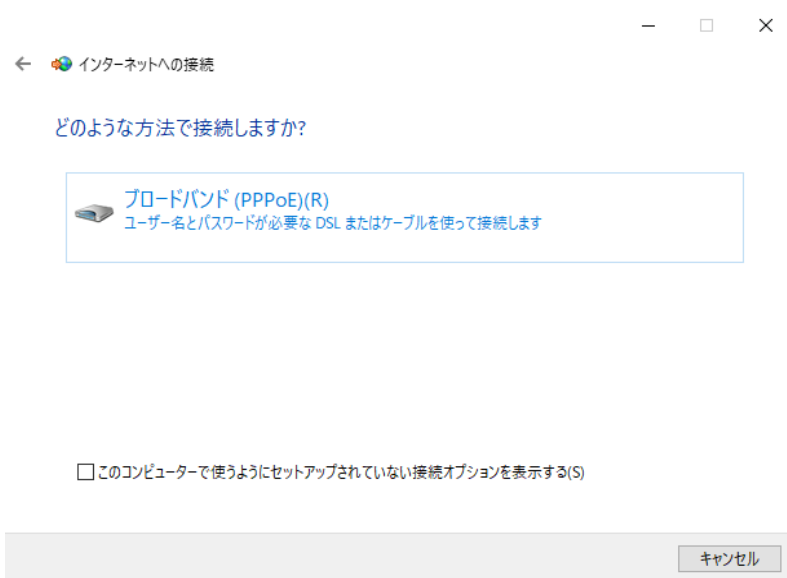 インターネットへの接続
どのような方法で接続しますか?
ブロードバンド (PPPoE)(R)
ユーザー名とパスワードが必要な DSL またはケーブルを使って接続します
このコンピューターで使うようにセットアップされていない接続オプションを表示する(S)
キャンセル